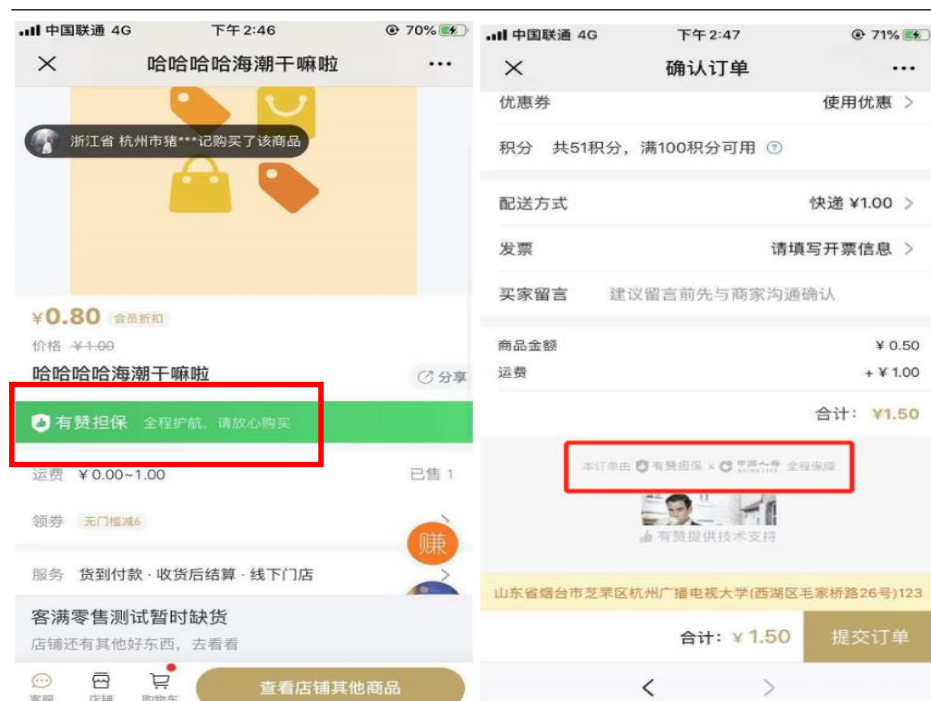 中国联通 4G 下午2:46 70%
哈哈哈哈海潮干嘛啦
浙江省 杭州市猪***记购买了该商品
¥0.80 会员折扣
价格 ¥1.00
哈哈哈哈海潮干嘛啦
分享
有赞担保 全程护航，请放心购买
运费 ¥0.00~1.00 已售 1
领券 无门槛减6
赚
服务 货到付款 · 收货后结算 · 线下门店
客满零售测试暂时缺货
店铺还有其他好东西，去看看
客服 店铺 购物车 查看店铺其他商品
中国联通 4G 下午2:47 71%
确认订单
优惠券 使用优惠
积分 共51积分，满100积分可用
配送方式 快递 ¥1.00
发票 请填写开票信息
买家留言 建议留言前先与商家沟通确认
商品金额 ¥ 0.50
运费 + ¥ 1.00
合计： ¥1.50
本订单由 有赞担保 × 中国人寿 CHINA LIFE 全程保障
有赞提供技术支持
山东省烟台市芝罘区杭州广播电视大学(西湖区毛家桥路26号)123
合计：¥ 1.50 提交订单